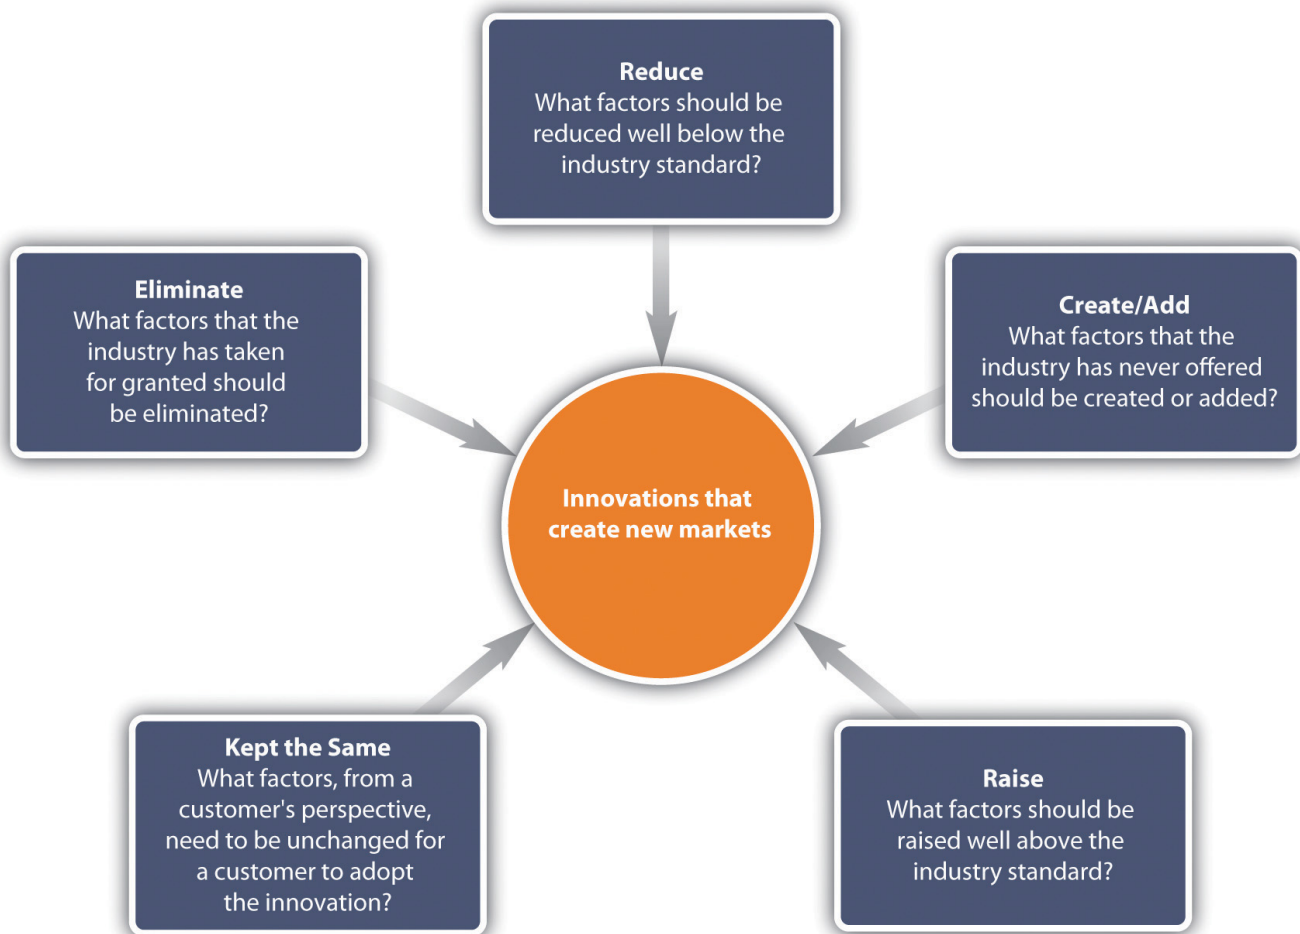 Reduce
What factors should be
reduced well below the
industry standard?
Eliminate
What factors that the
industry has taken
for granted should
be eliminated?
Create/Add
What factors that the
industry has never offered
should be created or added?
Innovations that
create new markets
Kept the Same
What factors, from a
customer's perspective,
need to be unchanged for
a customer to adopt
the innovation?
Raise
What factors should be
raised well above the
industry standard?